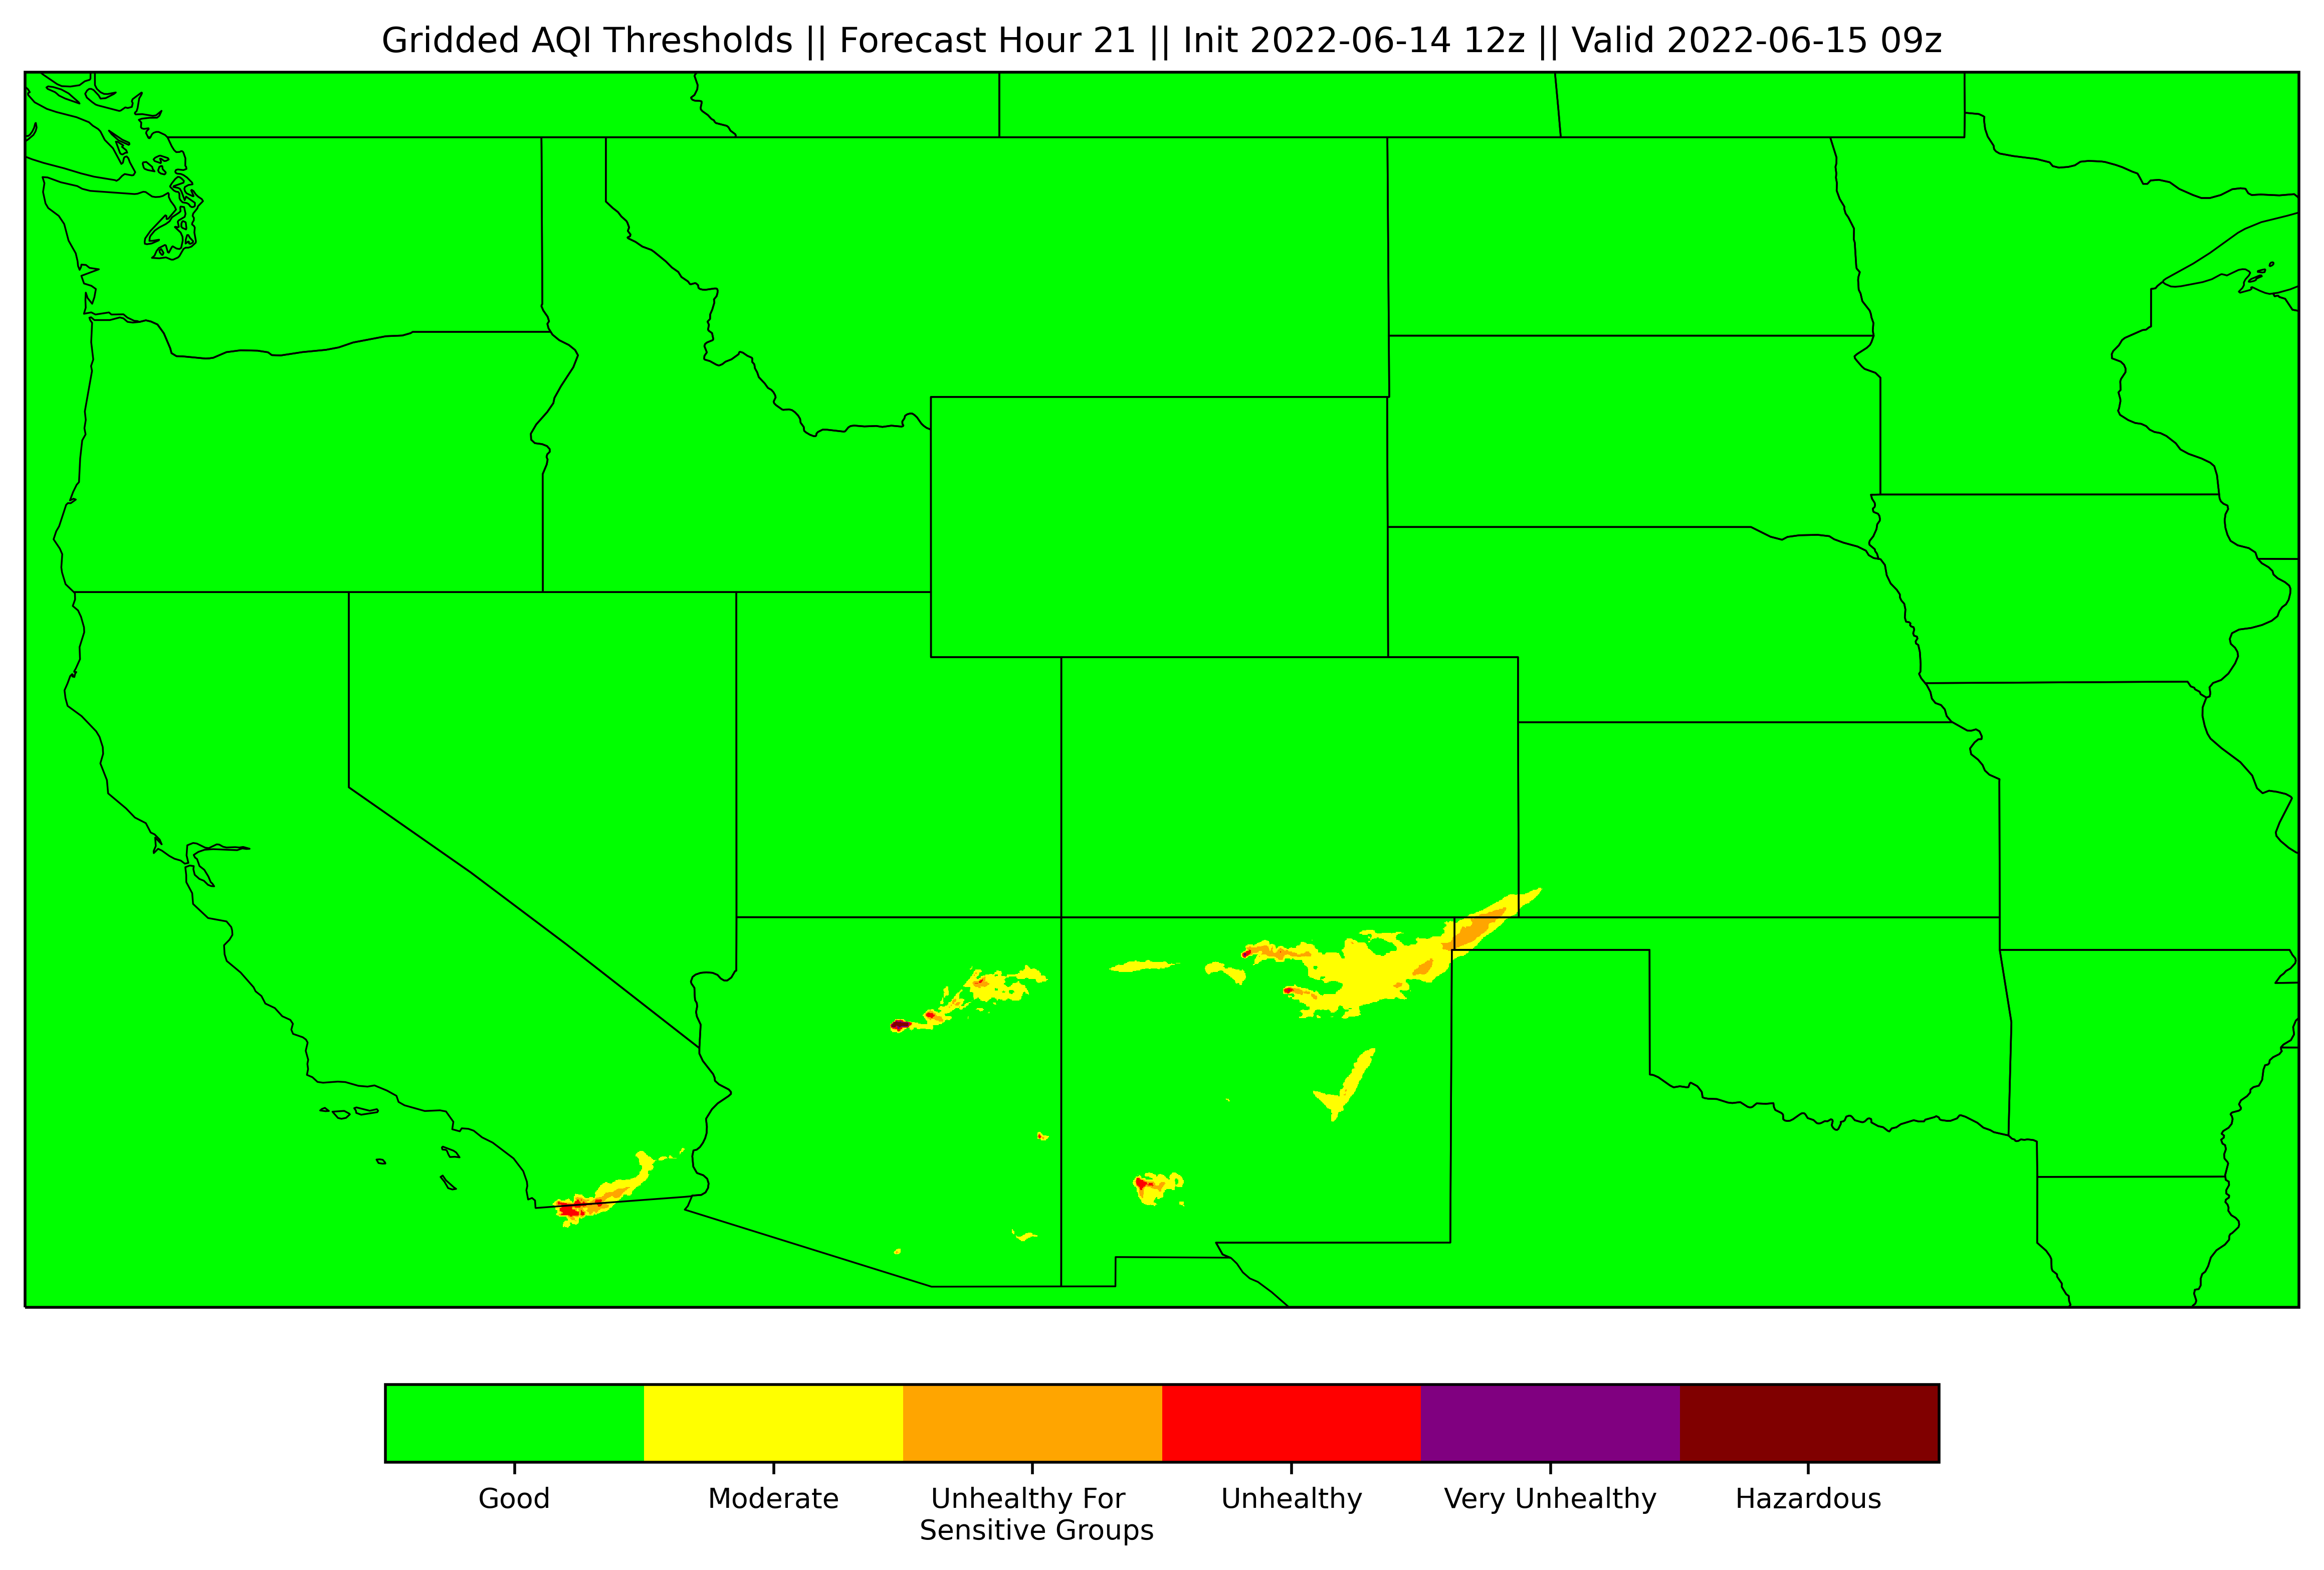 Gridded AQI Thresholds || Forecast Hour 21 || Init 2022-06-14 12z || Valid 2022-06-15 09z
Good
Moderate
Unhealthy For
Sensitive Groups
Unhealthy
Very Unhealthy
Hazardous